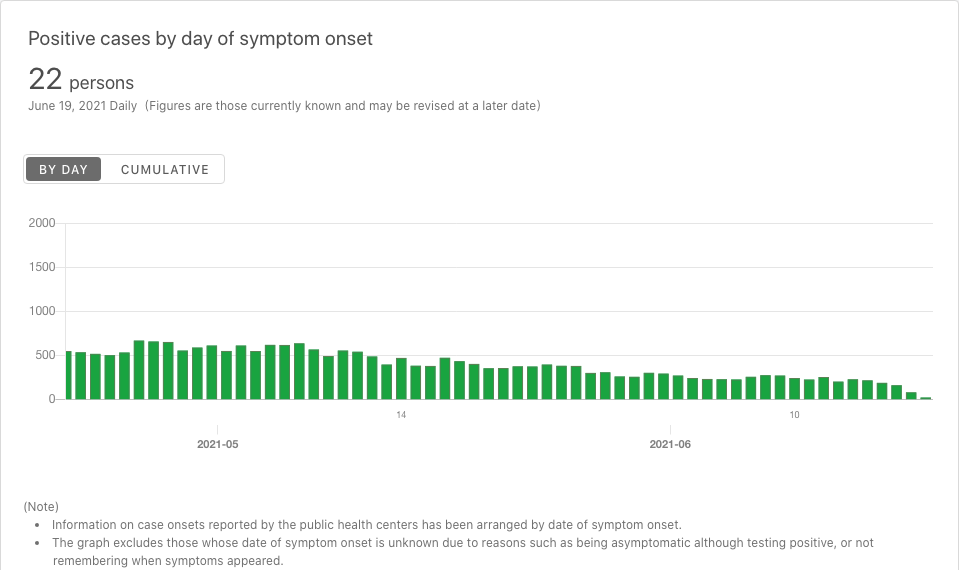 Positive cases by day of symptom onset
22 persons
June 19, 2021 Daily (Figures are those currently known and may be revised at a later date)
BY DAY CUMULATIVE
2000
1500
1000
500
0
14 10
2021-05 2021-06
(Note)
• Information on case onsets reported by the public health centers has been arranged by date of symptom onset.
• The graph excludes those whose date of symptom onset is unknown due to reasons such as being asymptomatic although testing positive, or not
remembering when symptoms appeared.